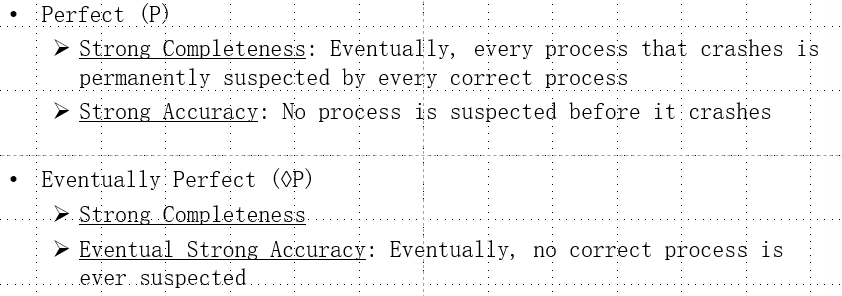 • Perfect (P)
➢ Strong Completeness: Eventually, every process that crashes is
permanently suspected by every correct process
➢ Strong Accuracy: No process is suspected before it crashes
• Eventually Perfect (◊P)
➢ Strong Completeness
➢ Eventual Strong Accuracy: Eventually, no correct process is
ever suspected